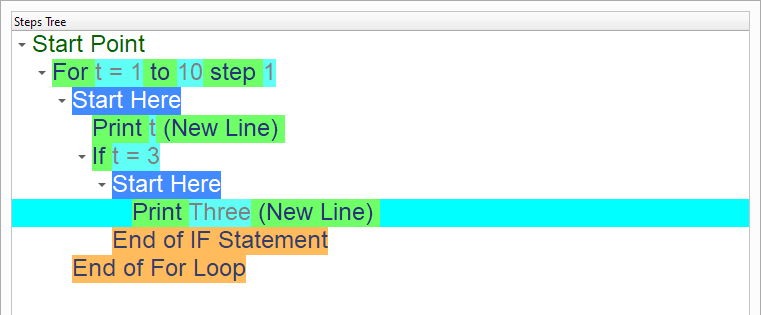 Steps Tree
Start Point
For t = 1 to 10 step 1
Start Here
Print t (New Line)
If t = 3
Start Here
Print Three (New Line)
End of IF Statement
End of For Loop